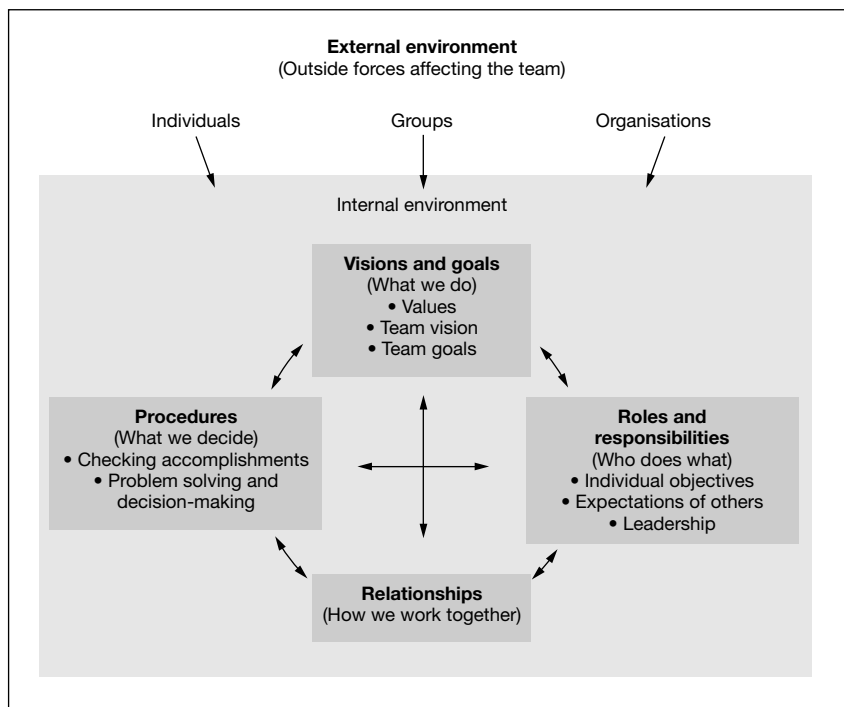 External environment
(Outside forces affecting the team)
Individuals
Groups
Organisations
Internal environment
Visions and goals
(What we do)
• Values
• Team vision
• Team goals
Procedures
(What we decide)
• Checking accomplishments
• Problem solving and
decision-making
Roles and
responsibilities
(Who does what)
• Individual objectives
• Expectations of others
• Leadership
Relationships
(How we work together)